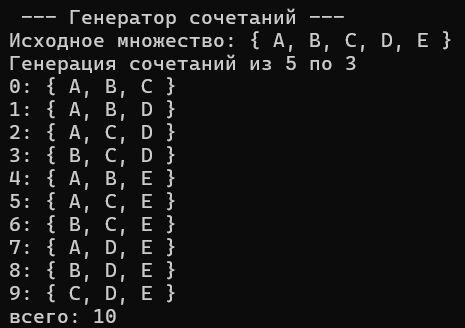 --- Генератор сочетаний ---
Исходное множество: { A, B, C, D, E }
Генерация сочетаний из 5 по 3
0: { A, B, C }
1: { A, B, D }
2: { A, C, D }
3: { B, C, D }
4: { A, B, E }
5: { A, C, E }
6: { B, C, E }
7: { A, D, E }
8: { B, D, E }
9: { C, D, E }
всего: 10